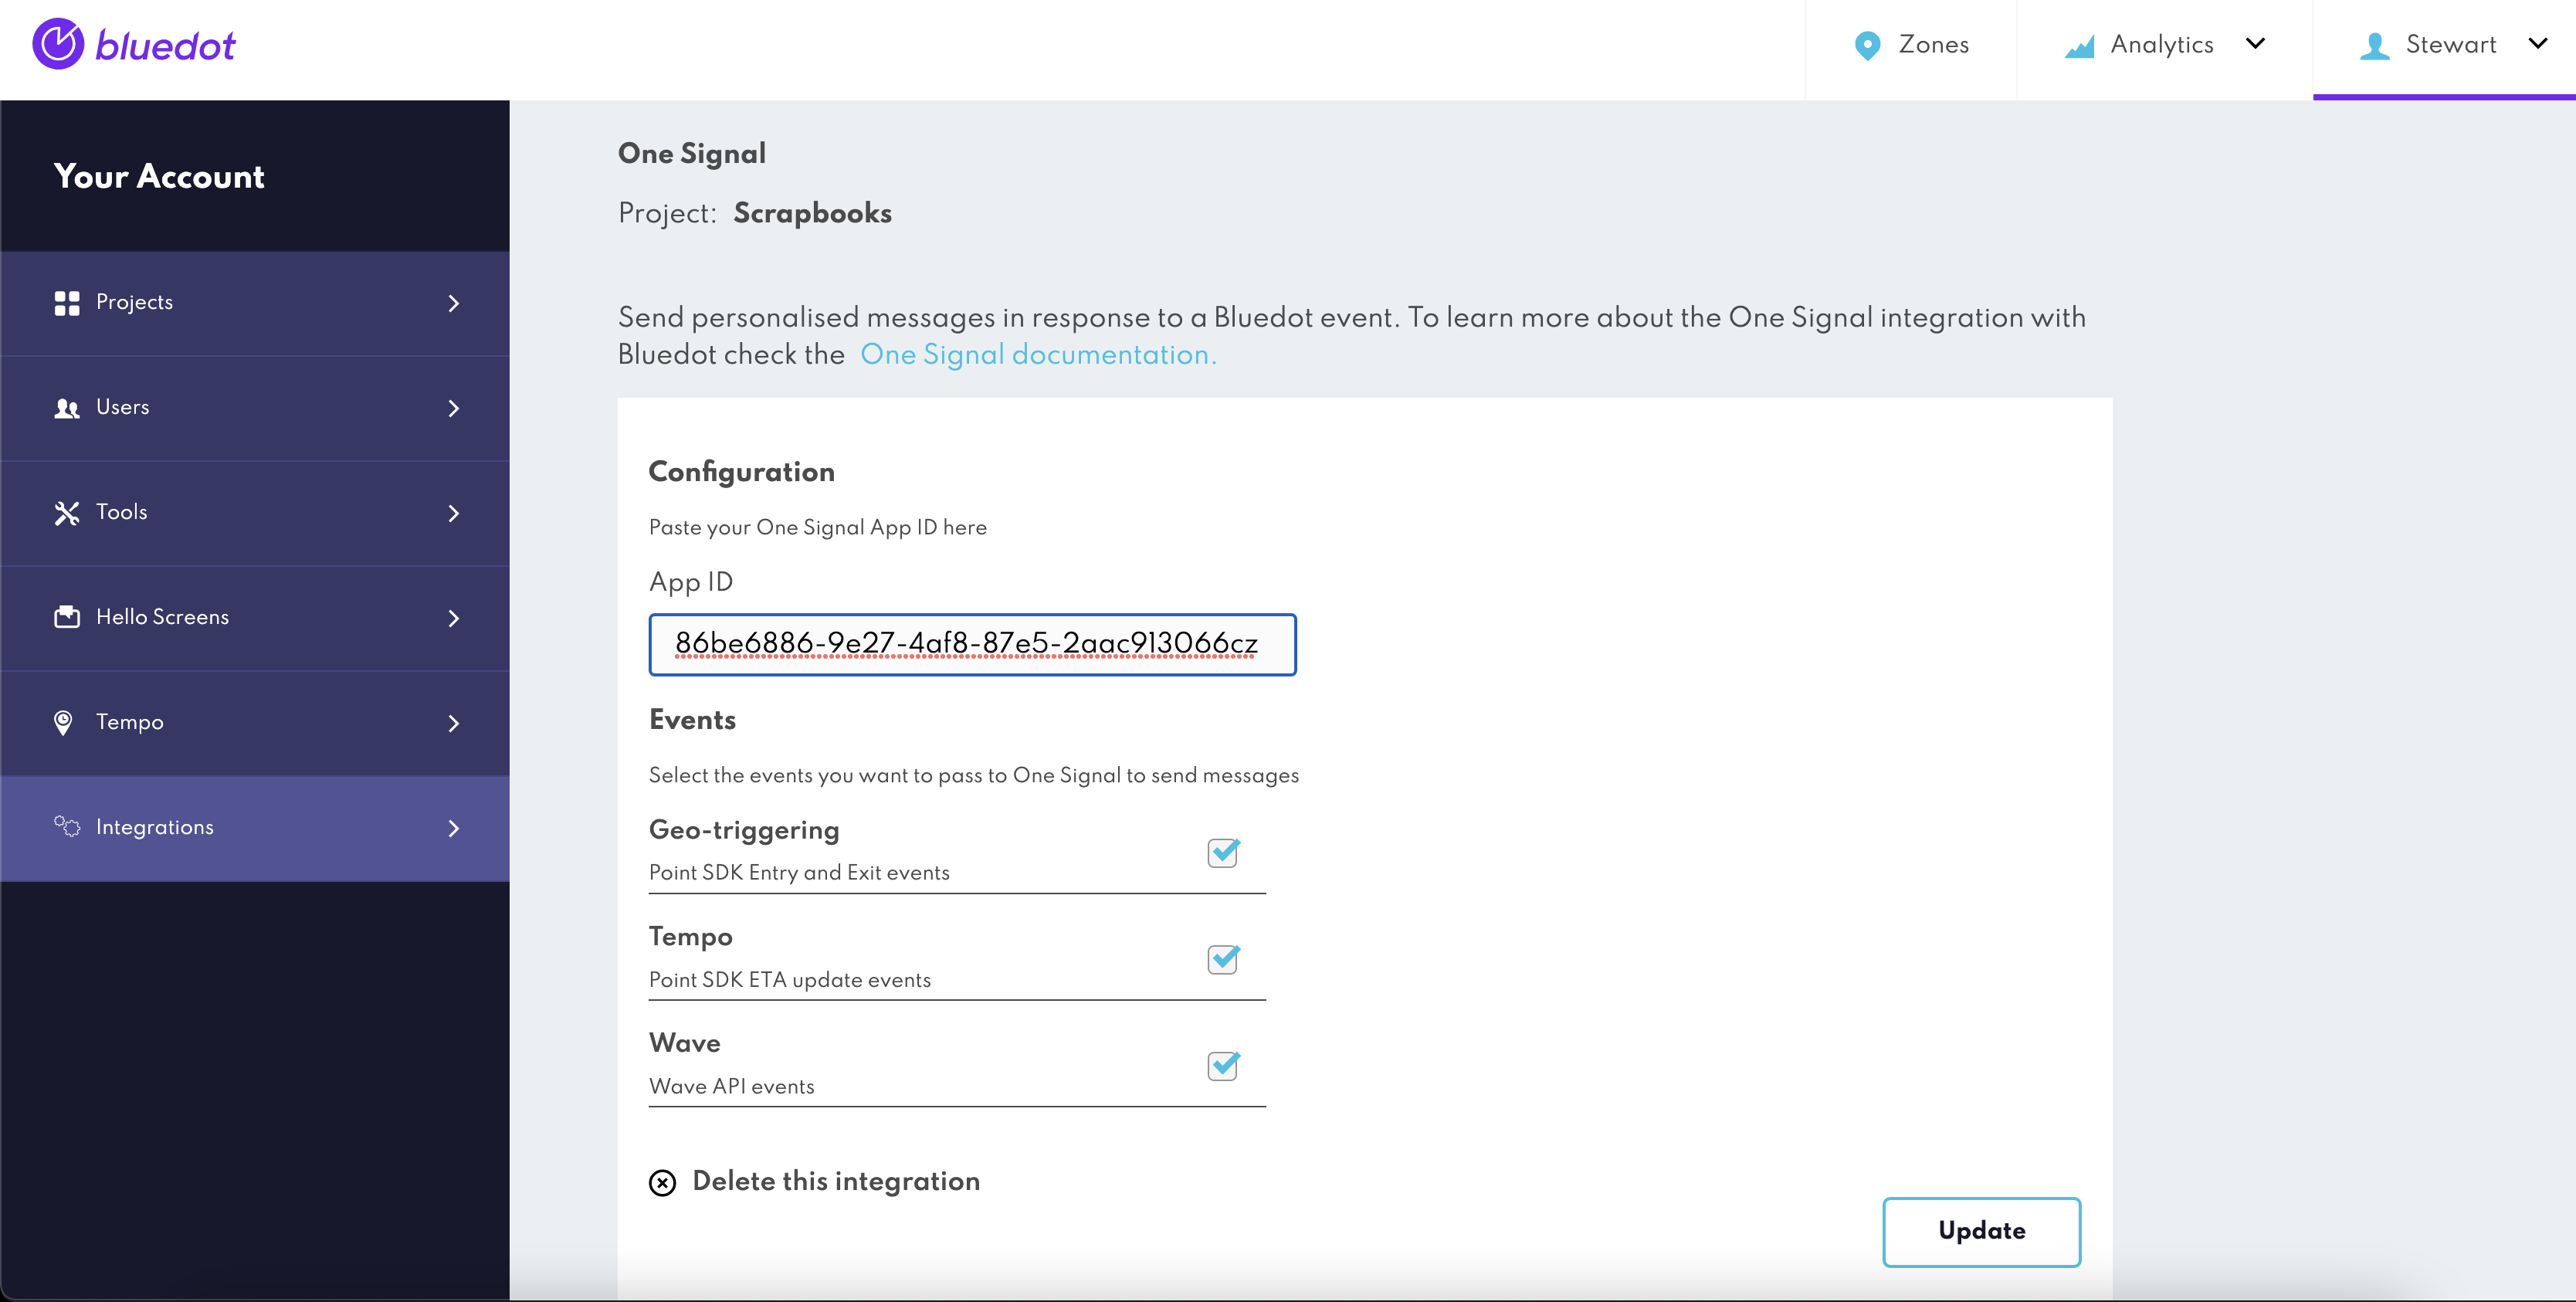 bluedot
Zones
Analytics
Stewart
Your Account
Projects
Users
Tools
Hello Screens
Tempo
Integrations
One Signal
Project: Scrapbooks
Send personalised messages in response to a Bluedot event. To learn more about the One Signal integration with
Bluedot check the One Signal documentation.
Configuration
Paste your One Signal App ID here
App ID
86be6886-9e27-4af8-87e5-2aac913066cz
Events
Select the events you want to pass to One Signal to send messages
Geo-triggering
Point SDK Entry and Exit events
Tempo
Point SDK ETA update events
Wave
Wave API events
Delete this integration
Update